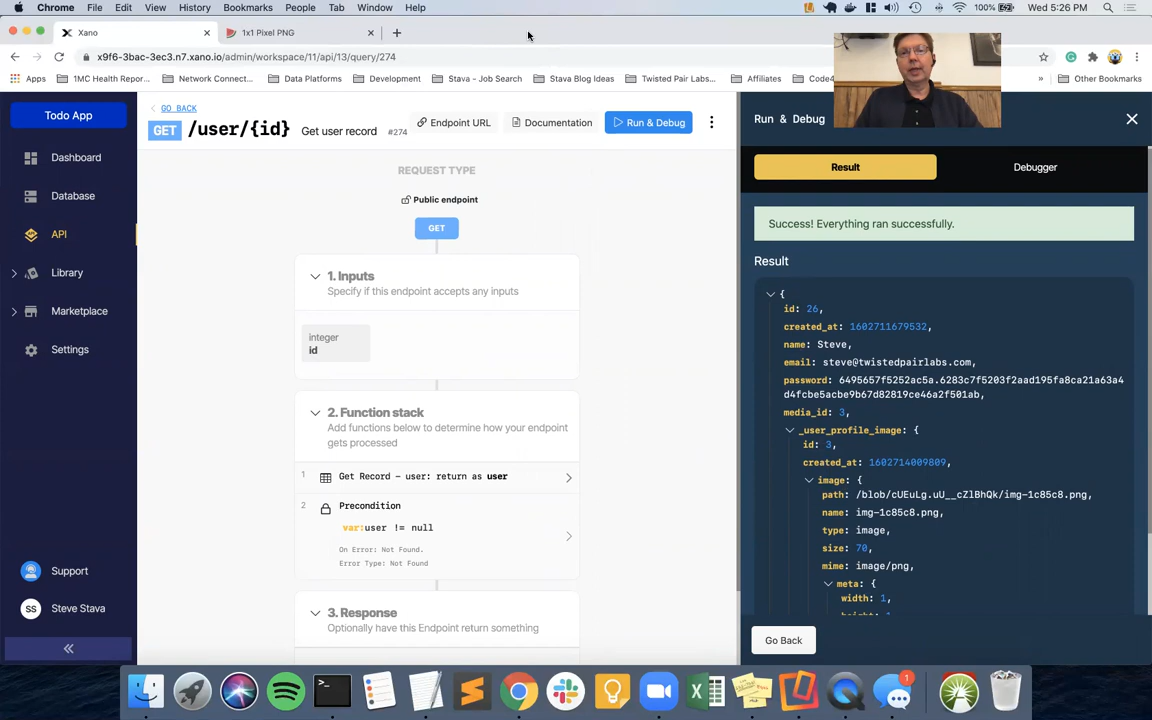 Chrome File Edit View History Bookmarks People Tab Window Help
100% Wed 5:26 PM
Xano
1x1 Pixel PNG
x9f6-3bac-3ec3.n7.xano.io/admin/workspace/11/api/13/query/274
Apps 1MC Health Repor... Network Connect... Data Platforms Development Stava - Job Search Stava Blog Ideas Twisted Pair Labs... Affiliates Code4 » Other Bookmarks
Todo App
Dashboard
Database
API
Library
Marketplace
Settings
Support
SS Steve Stava
GO BACK
GET /user/{id} Get user record #274
Endpoint URL
Documentation
Run & Debug
REQUEST TYPE
Public endpoint
GET
1. Inputs
Specify if this endpoint accepts any inputs
integer
id
2. Function stack
Add functions below to determine how your endpoint
gets processed
1 Get Record – user: return as user
2 Precondition
var:user != null
On Error: Not Found.
Error Type: Not Found
3. Response
Optionally have this Endpoint return something
Run & Debug
Result
Debugger
Success! Everything ran successfully.
Result
{
id: 26,
created_at: 1602711679532,
name: Steve,
email: steve@twistedpairlabs.com,
password: 6495657f5252ac5a.6283c7f5203f2aad195fa8ca21a63a4
d4fcbe5acbe9b67d82819ce46a2f501ab,
media_id: 3,
_user_profile_image: {
id: 3,
created_at: 1602714009809,
image: {
path: /blob/cUEuLg.uU__cZlBhQk/img-1c85c8.png,
name: img-1c85c8.png,
type: image,
size: 70,
mime: image/png,
meta: {
width: 1,
Go Back
1